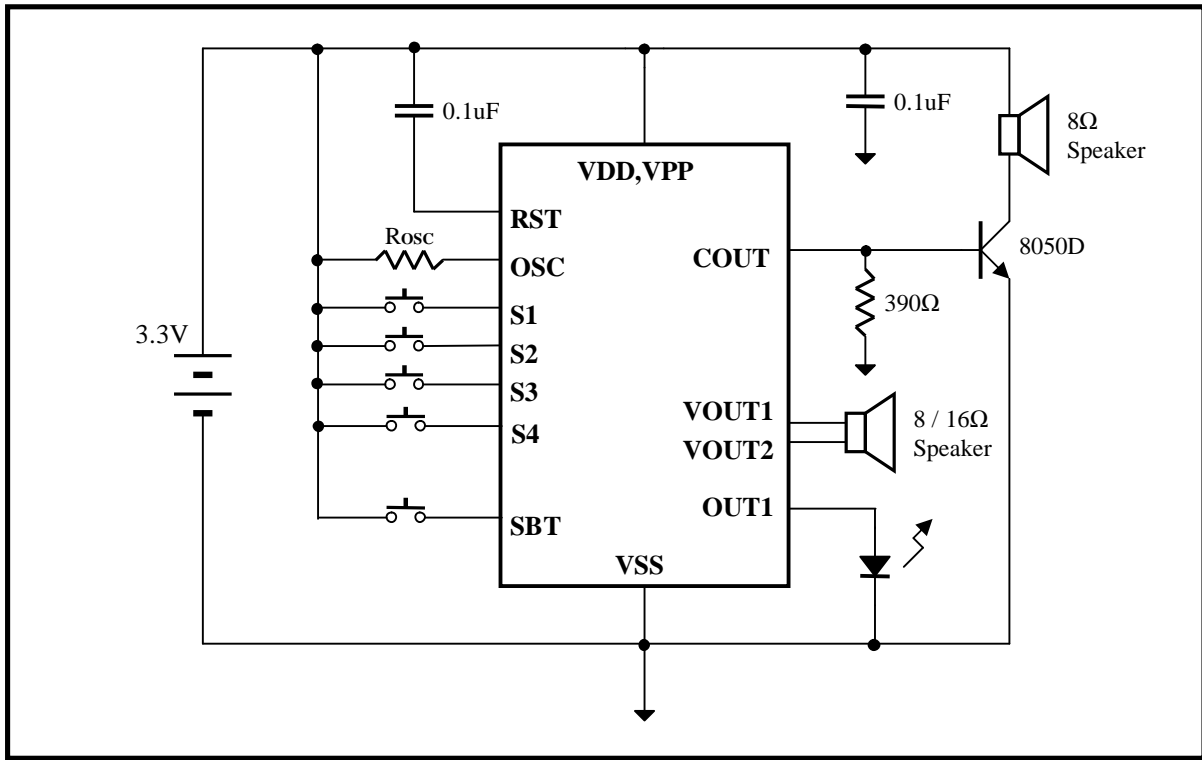 0.1uF
0.1uF
8Ω
Speaker
VDD,VPP
RST
Rosc
OSC
COUT
8050D
S1
390Ω
3.3V
S2
S3
VOUT1
8 / 16Ω
S4
VOUT2
Speaker
OUT1
SBT
VSS